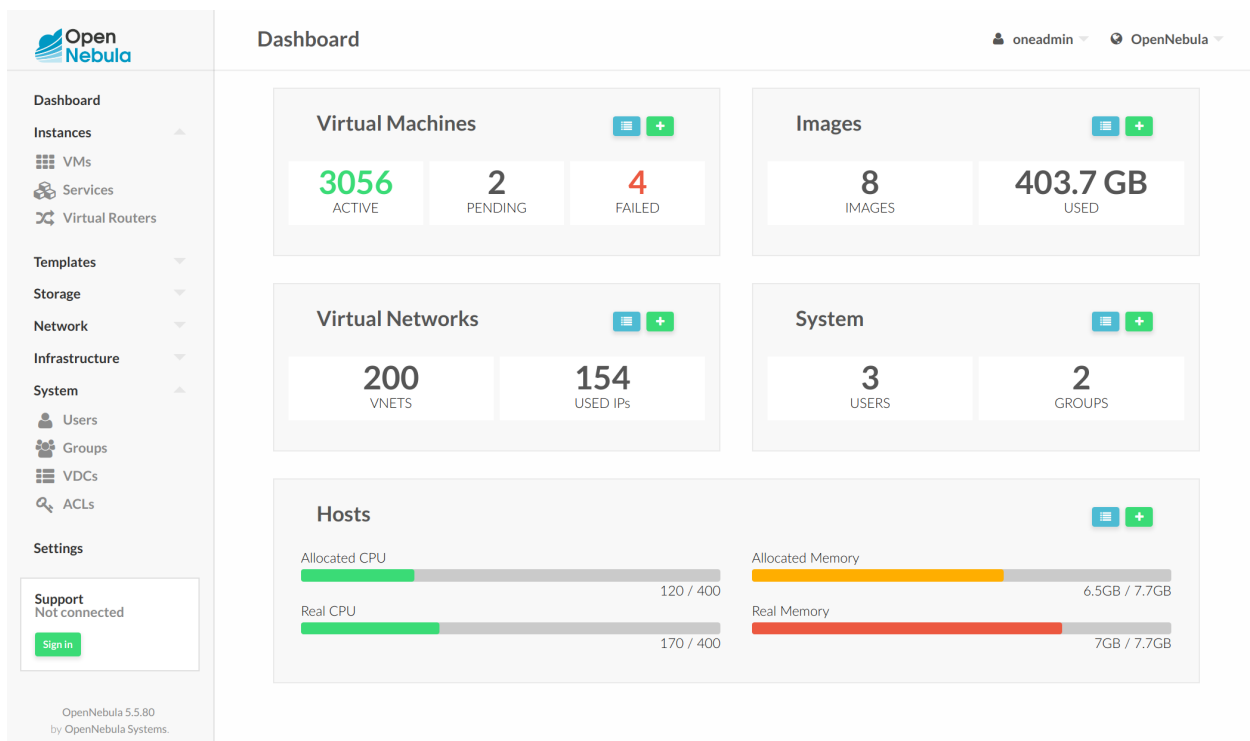 Open
Nebula
Dashboard
oneadmin
OpenNebula
Dashboard
Instances
VMs
Services
Virtual Routers
Templates
Storage
Network
Infrastructure
System
Users
Groups
VDCs
ACLs
Settings
Support
Not connected
Sign in
OpenNebula 5.5.80
by OpenNebula Systems.
Virtual Machines
3056
ACTIVE
2
PENDING
4
FAILED
Images
8
IMAGES
403.7 GB
USED
Virtual Networks
200
VNETS
154
USED IPs
System
3
USERS
2
GROUPS
Hosts
Allocated CPU
120 / 400
Real CPU
170 / 400
Allocated Memory
6.5GB / 7.7GB
Real Memory
7GB / 7.7GB